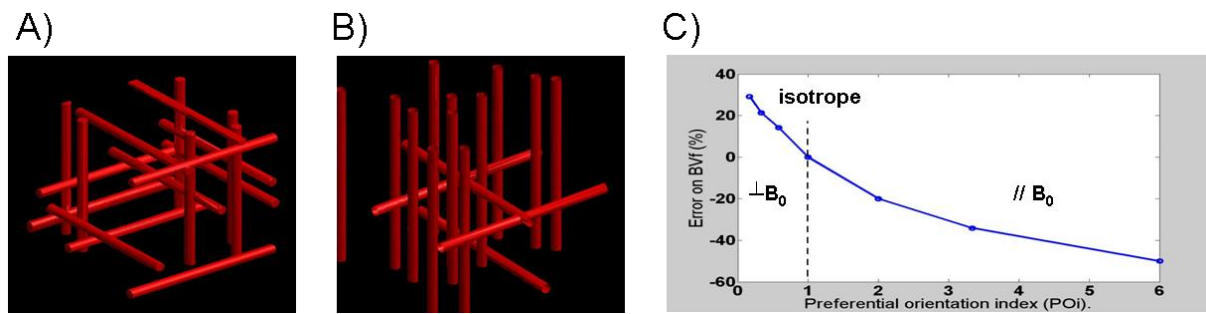 A)
B)
C)
Error on BVf (%)
40
20
0
-20
-40
-60
isotrope
⊥B₀
// B₀
0 1 2 3 4 5 6
Preferential orientation index (POi).